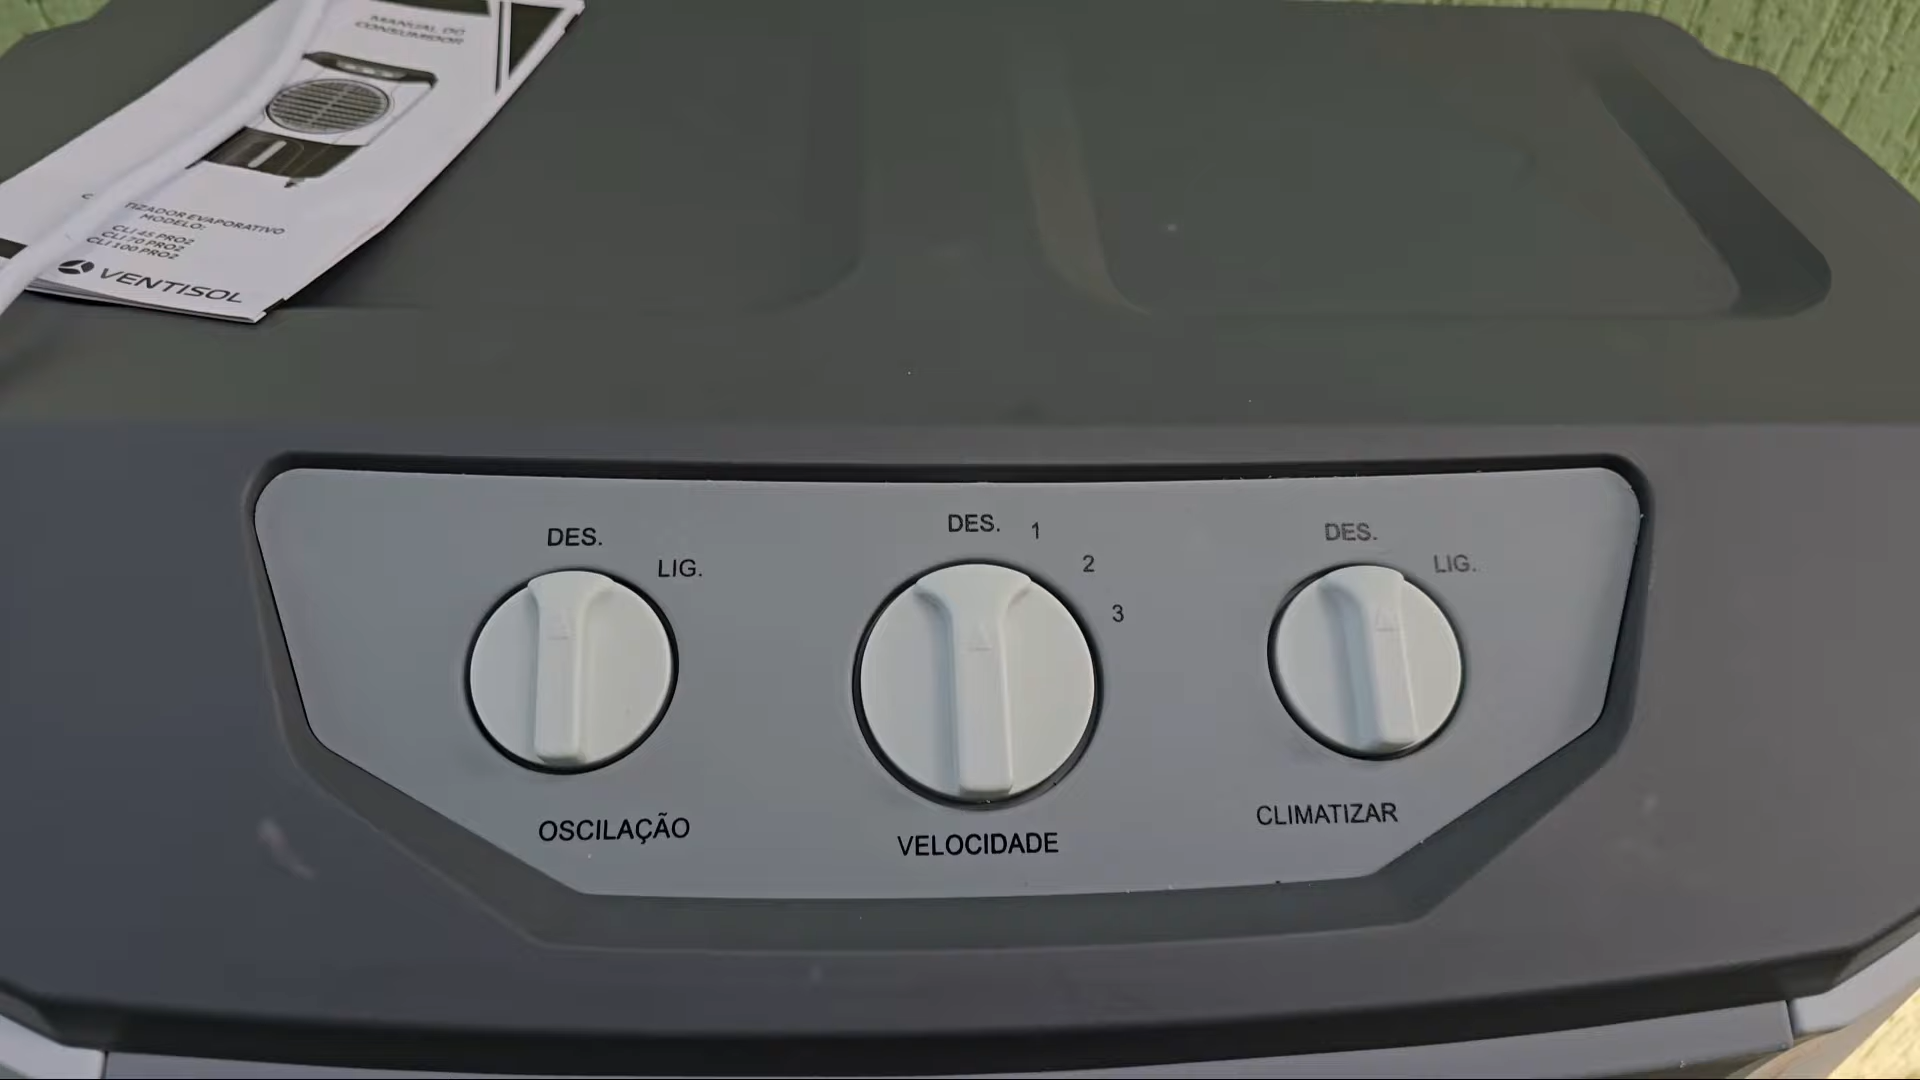 MANUAL DO
CONSUMIDOR
TIZADOR EVAPORATIVO
MODELO:
CLI 45 PRO2
CLI 70 PRO2
CLI 100 PRO2
VENTISOL
DES.
LIG.
OSCILAÇÃO
DES.
1
2
3
VELOCIDADE
DES.
LIG.
CLIMATIZAR